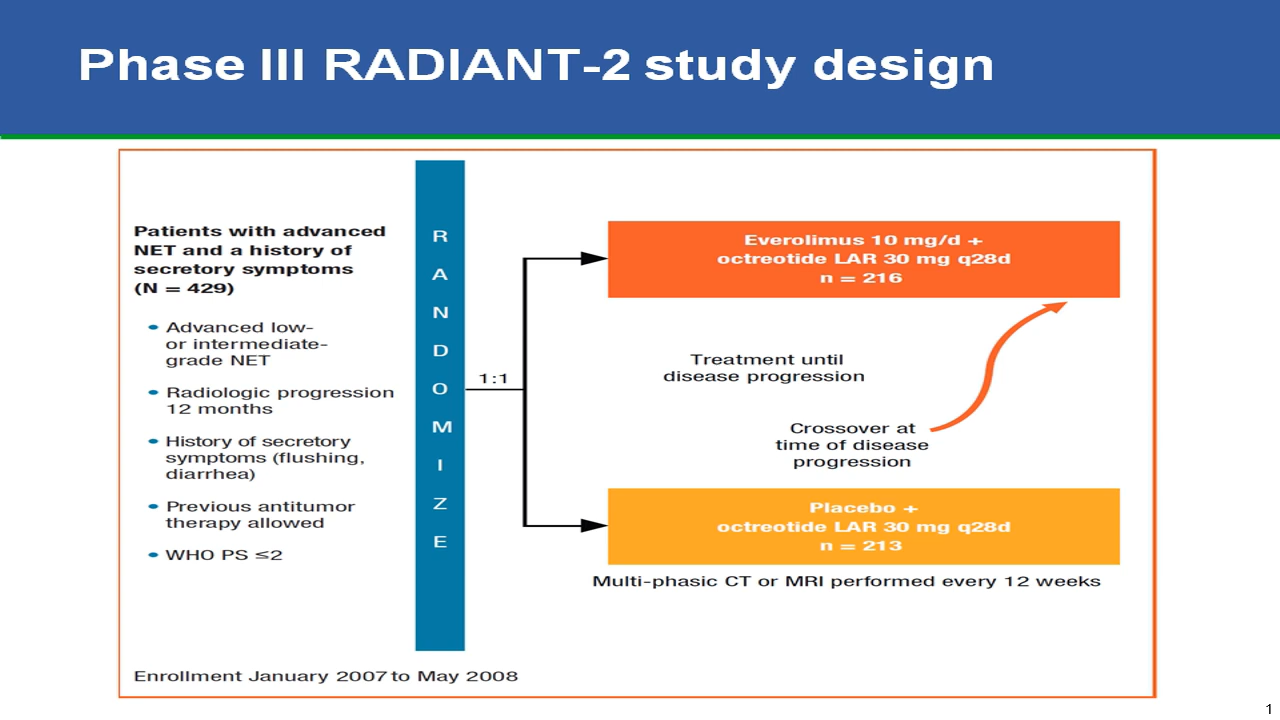 Phase III RADIANT-2 study design
Patients with advanced
NET and a history of
secretory symptoms
(N = 429)
• Advanced low-
or intermediate-
grade NET
• Radiologic progression
12 months
• History of secretory
symptoms (flushing,
diarrhea)
• Previous antitumor
therapy allowed
• WHO PS ≤2
R
A
N
D
O
M
I
Z
E
1:1
Everolimus 10 mg/d +
octreotide LAR 30 mg q28d
n = 216
Treatment until
disease progression
Crossover at
time of disease
progression
Placebo +
octreotide LAR 30 mg q28d
n = 213
Multi-phasic CT or MRI performed every 12 weeks
Enrollment January 2007 to May 2008
1